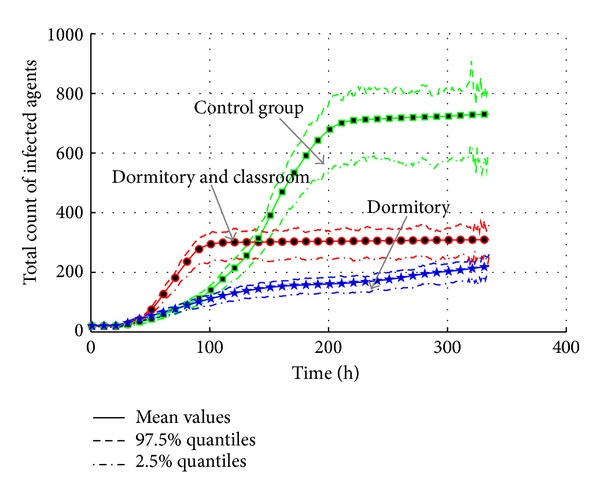 Total count of infected agents
1000
800
600
400
200
0
Control group
Dormitory and classroom
Dormitory
0 100 200 300 400
Time (h)
Mean values
97.5% quantiles
2.5% quantiles